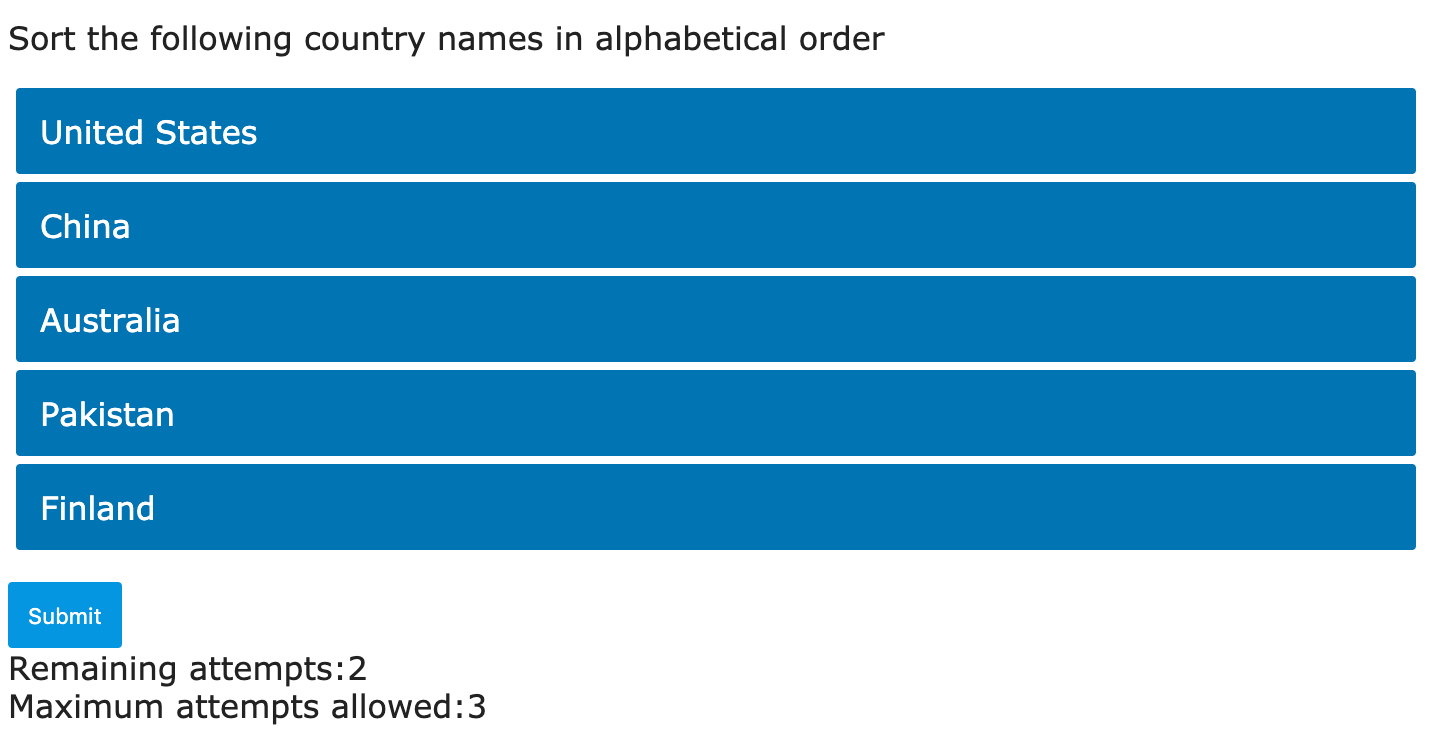 Sort the following country names in alphabetical order
United States
China
Australia
Pakistan
Finland
Submit
Remaining attempts:2
Maximum attempts allowed:3